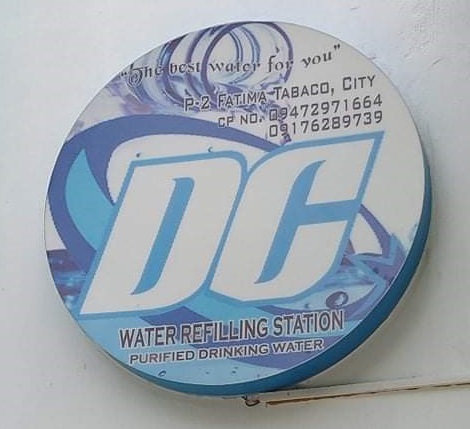 "The best water for you"
P-2 FATIMA TABACO, CITY
CP NO. 09472971664
09176289739
DC
WATER REFILLING STATION
PURIFIED DRINKING WATER